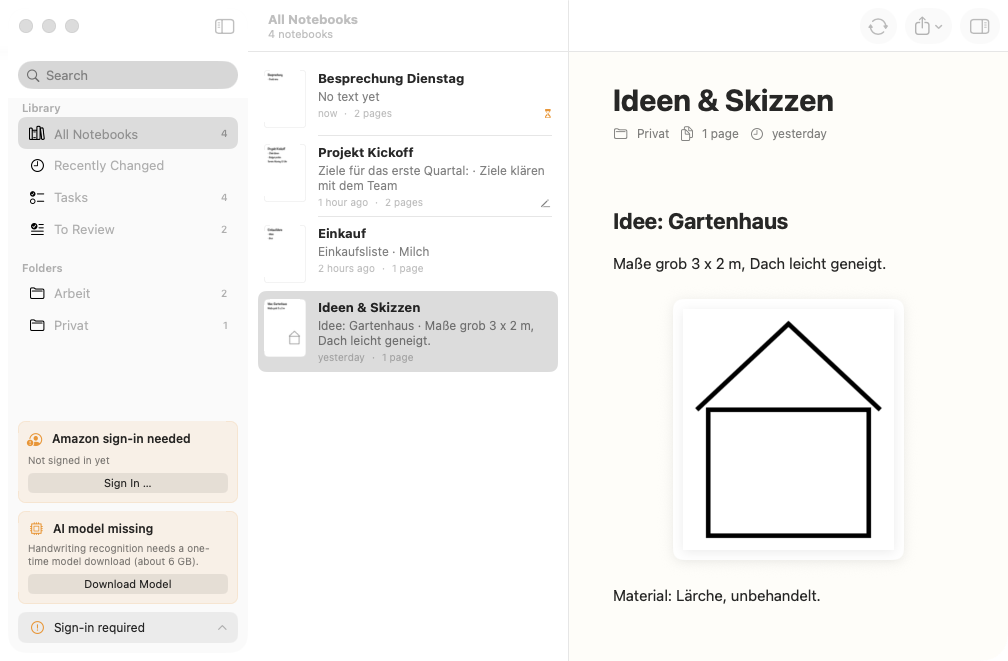 Search
Library
All Notebooks 4
Recently Changed
Tasks 4
To Review 2
Folders
Arbeit 2
Privat 1
Amazon sign-in needed
Not signed in yet
Sign In ...
AI model missing
Handwriting recognition needs a one-
time model download (about 6 GB).
Download Model
Sign-in required
All Notebooks
4 notebooks
Besprechung Dienstag
No text yet
now · 2 pages
Projekt Kickoff
Ziele für das erste Quartal: · Ziele klären
mit dem Team
1 hour ago · 2 pages
Einkauf
Einkaufsliste · Milch
2 hours ago · 1 page
Ideen & Skizzen
Idee: Gartenhaus · Maße grob 3 x 2 m,
Dach leicht geneigt.
yesterday · 1 page
Ideen & Skizzen
Privat 1 page yesterday
Idee: Gartenhaus
Maße grob 3 x 2 m, Dach leicht geneigt.
Material: Lärche, unbehandelt.